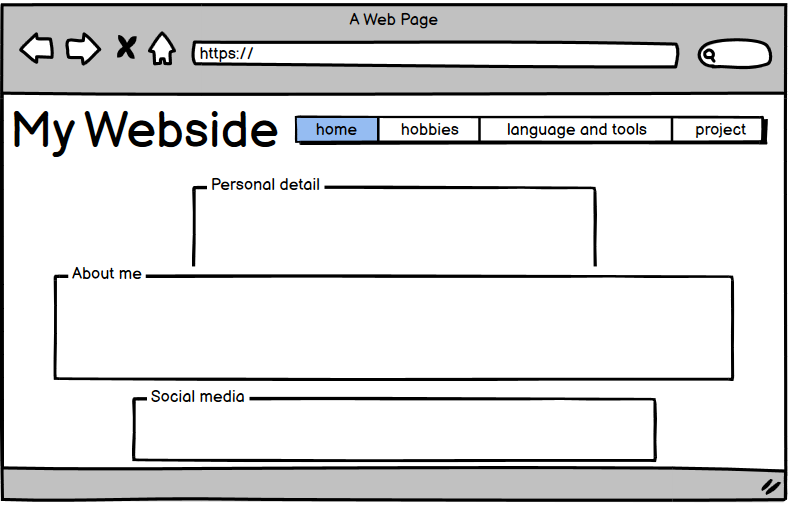 A Web Page
https://
My Webside
home hobbies language and tools project
Personal detail
About me
Social media